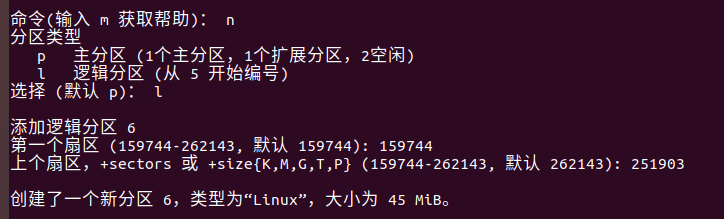 命令(输入 m 获取帮助)： n
分区类型
p 主分区 (1个主分区，1个扩展分区，2空闲)
l 逻辑分区 (从 5 开始编号)
选择 (默认 p)： l
添加逻辑分区 6
第一个扇区 (159744-262143, 默认 159744): 159744
上个扇区，+sectors 或 +size{K,M,G,T,P} (159744-262143, 默认 262143): 251903
创建了一个新分区 6，类型为“Linux”，大小为 45 MiB。